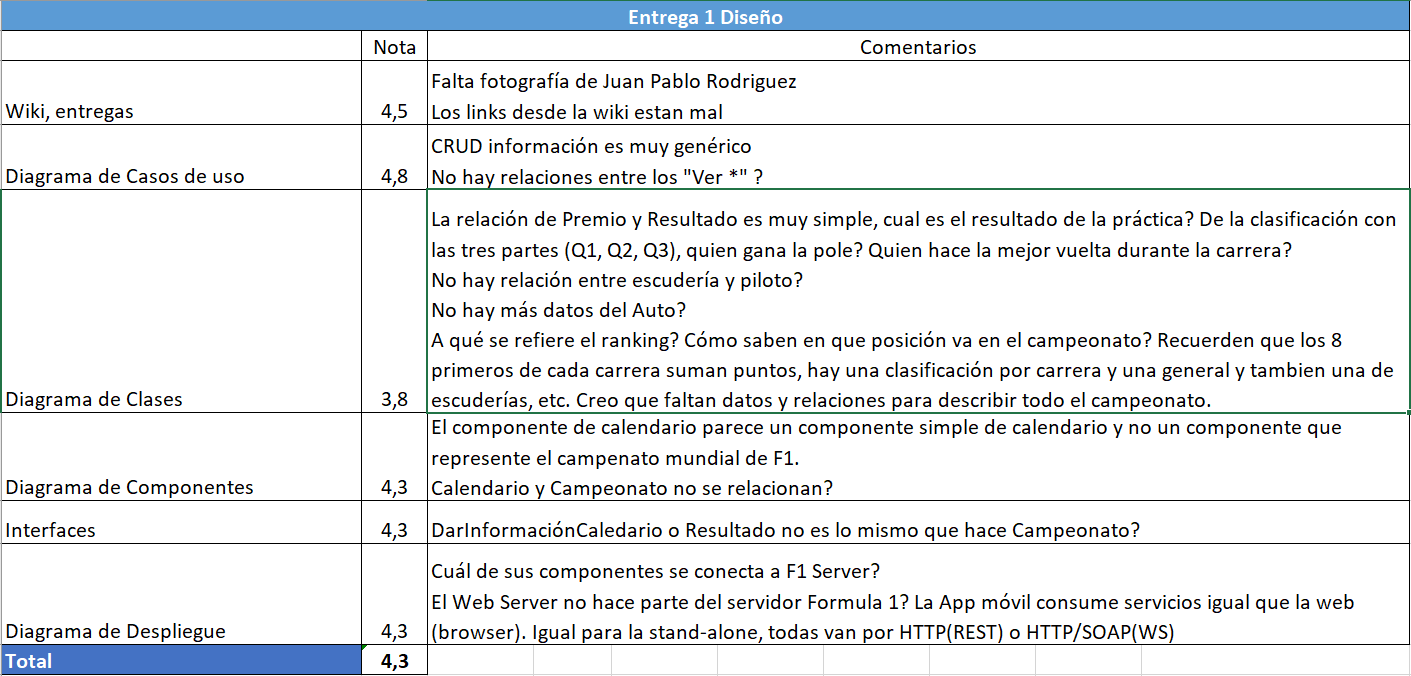 Entrega 1 Diseño
Nota Comentarios
Falta fotografía de Juan Pablo Rodriguez
Wiki, entregas 4,5 Los links desde la wiki estan mal
CRUD información es muy genérico
Diagrama de Casos de uso 4,8 No hay relaciones entre los "Ver *" ?
La relación de Premio y Resultado es muy simple, cual es el resultado de la práctica? De la clasificación con
las tres partes (Q1, Q2, Q3), quien gana la pole? Quien hace la mejor vuelta durante la carrera?
No hay relación entre escudería y piloto?
No hay más datos del Auto?
A qué se refiere el ranking? Cómo saben en que posición va en el campeonato? Recuerden que los 8
primeros de cada carrera suman puntos, hay una clasificación por carrera y una general y tambien una de
Diagrama de Clases 3,8 escuderías, etc. Creo que faltan datos y relaciones para describir todo el campeonato.
El componente de calendario parece un componente simple de calendario y no un componente que
represente el campenato mundial de F1.
Diagrama de Componentes 4,3 Calendario y Campeonato no se relacionan?
Interfaces 4,3 DarInformaciónCaledario o Resultado no es lo mismo que hace Campeonato?
Cuál de sus componentes se conecta a F1 Server?
El Web Server no hace parte del servidor Formula 1? La App móvil consume servicios igual que la web
Diagrama de Despliegue 4,3 (browser). Igual para la stand-alone, todas van por HTTP(REST) o HTTP/SOAP(WS)
Total 4,3